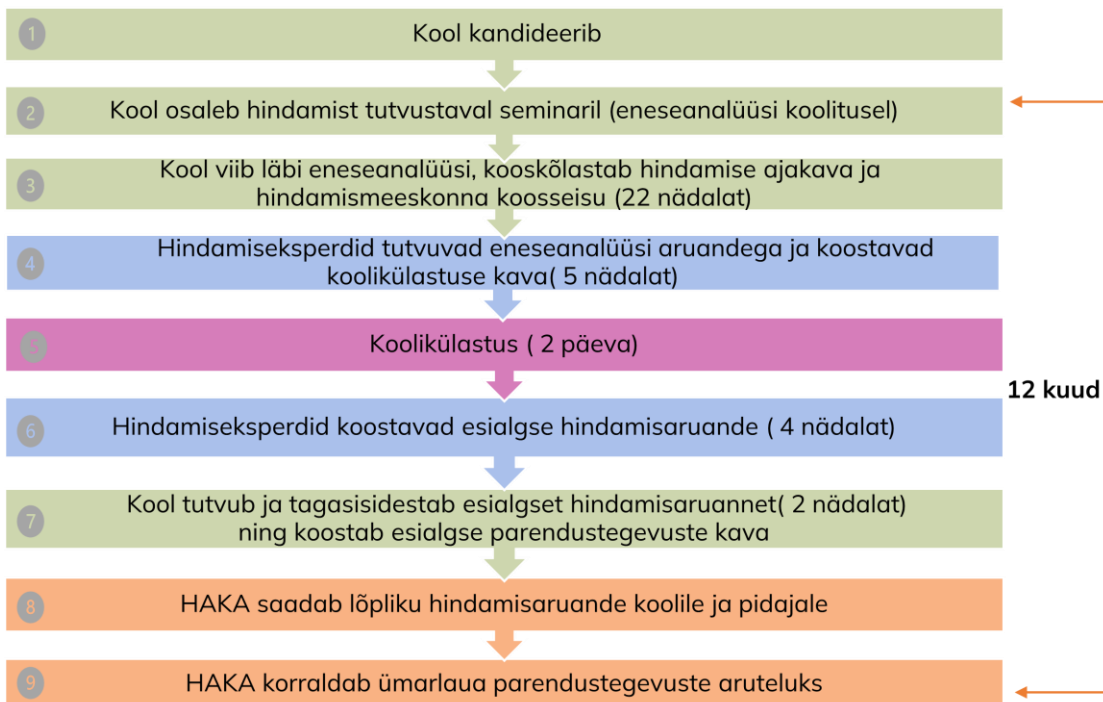 1
Kool kandideerib
2
Kool osaleb hindamist tutvustaval seminaril (eneseanalüüsi koolitusel)
3
Kool viib läbi eneseanalüüsi, kooskõlastab hindamise ajakava ja
hindamismeeskonna koosseisu (22 nädalat)
4
Hindamiseksperdid tutvuvad eneseanalüüsi aruandega ja koostavad
koolikülastuse kava( 5 nädalat)
5
Koolikülastus ( 2 päeva)
12 kuud
6
Hindamiseksperdid koostavad esialgse hindamisaruande ( 4 nädalat)
7
Kool tutvub ja tagasisidestab esialgset hindamisaruannet( 2 nädalat)
ning koostab esialgse parendustegevuste kava
8
HAKA saadab lõpliku hindamisaruande koolile ja pidajale
9
HAKA korraldab ümarlaua parendustegevuste aruteluks